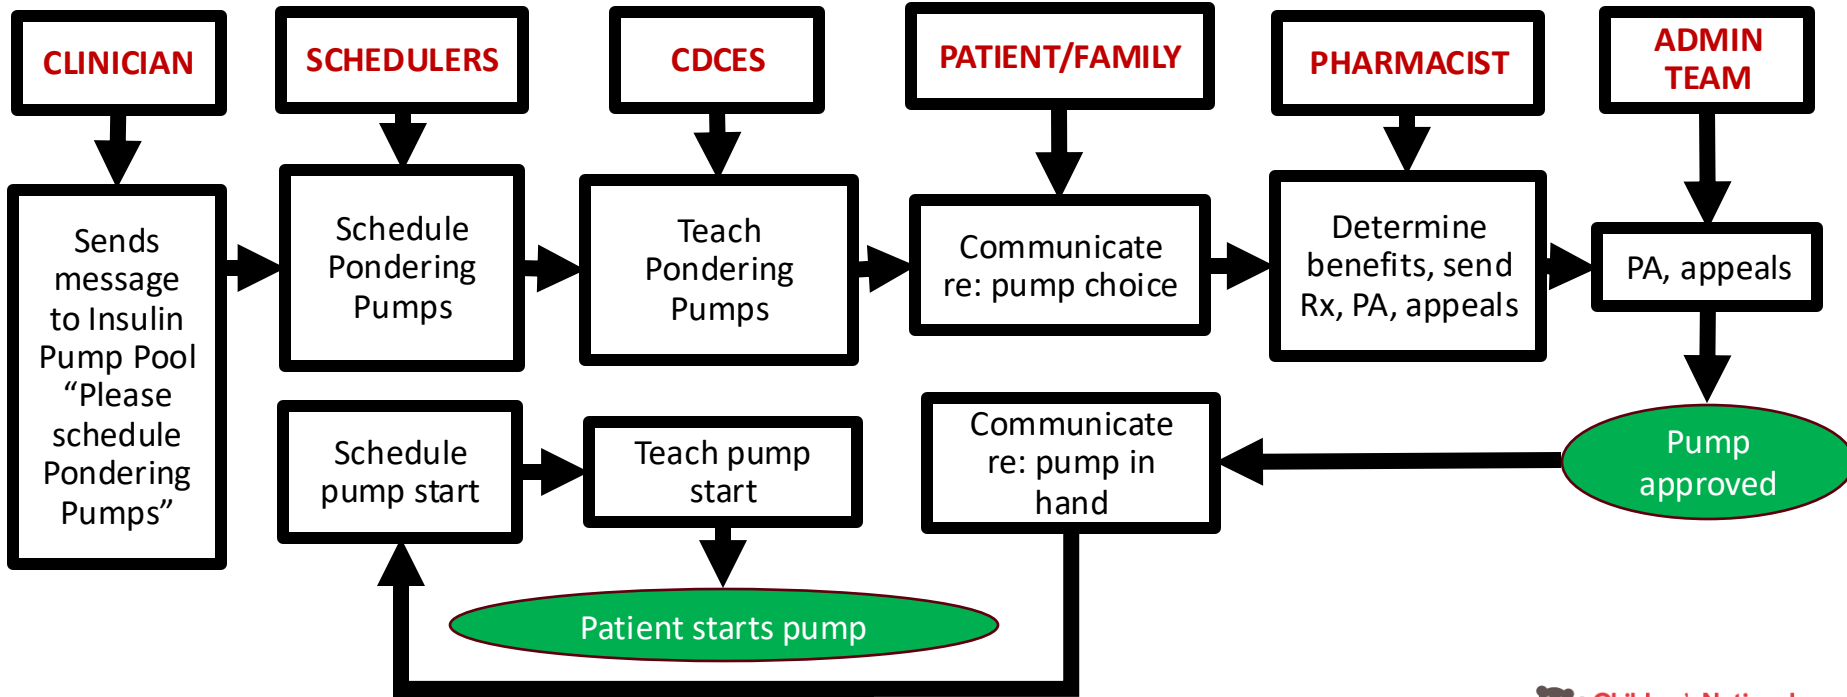 CLINICIAN
SCHEDULERS
CDCES
PATIENT/FAMILY
PHARMACIST
ADMIN
TEAM
Sends
message
to Insulin
Pump Pool
“Please
schedule
Pondering
Pumps”
Schedule
Pondering
Pumps
Teach
Pondering
Pumps
Communicate
re: pump choice
Determine
benefits, send
Rx, PA, appeals
PA, appeals
Pump
approved
Communicate
re: pump in
hand
Schedule
pump start
Teach pump
start
Patient starts pump